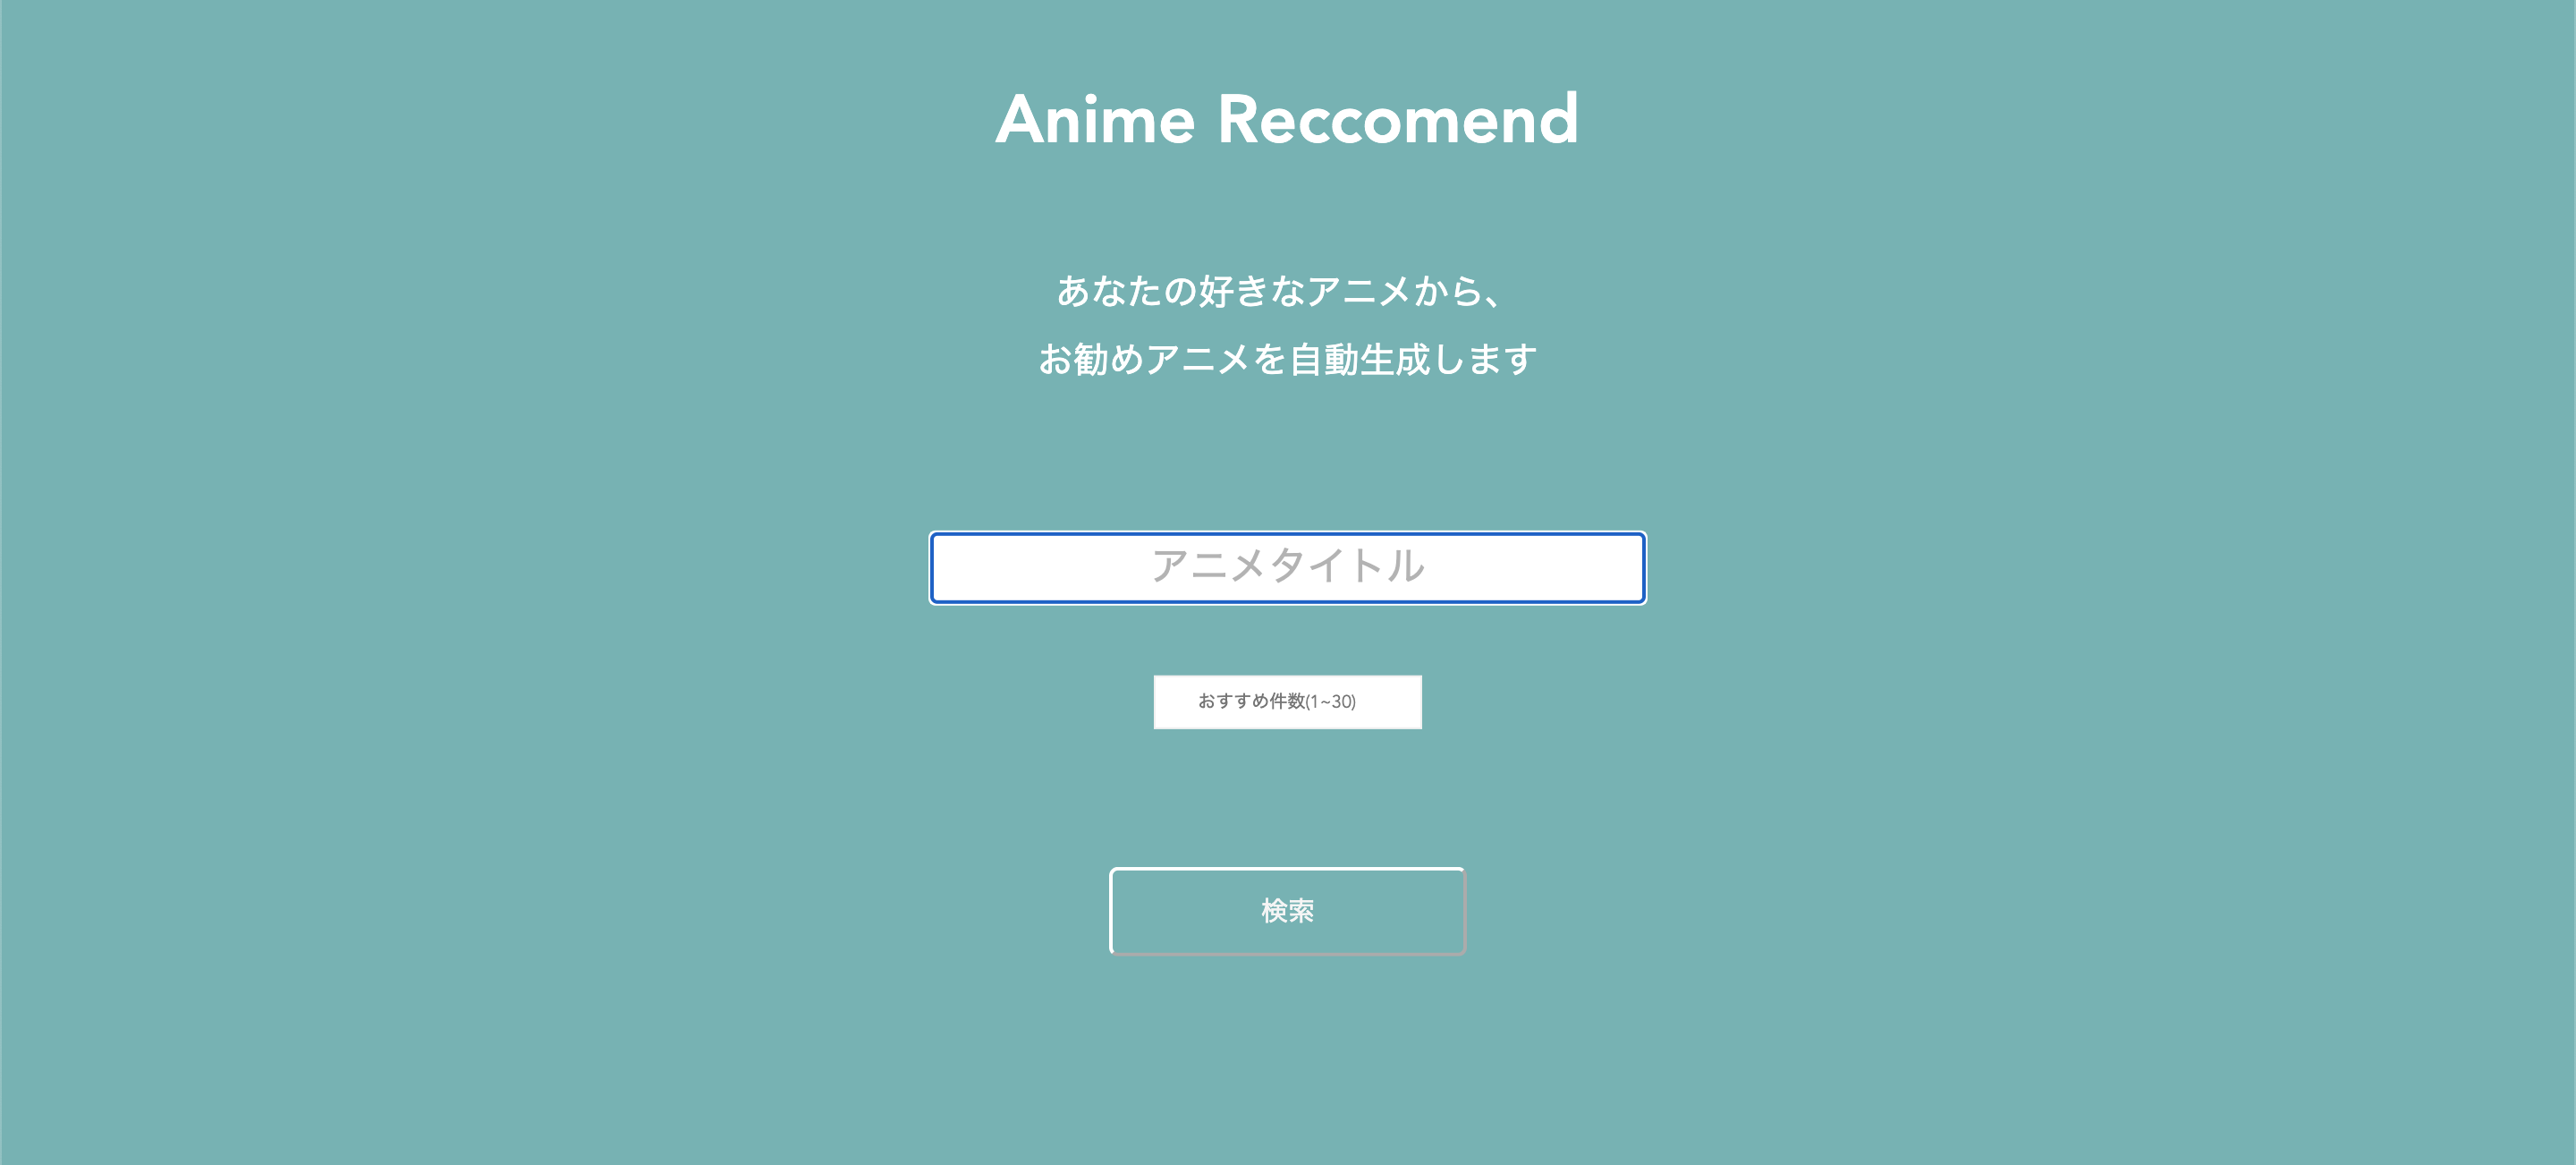 Anime Reccomend
あなたの好きなアニメから、
お勧めアニメを自動生成します
アニメタイトル
おすすめ件数(1~30)
検索